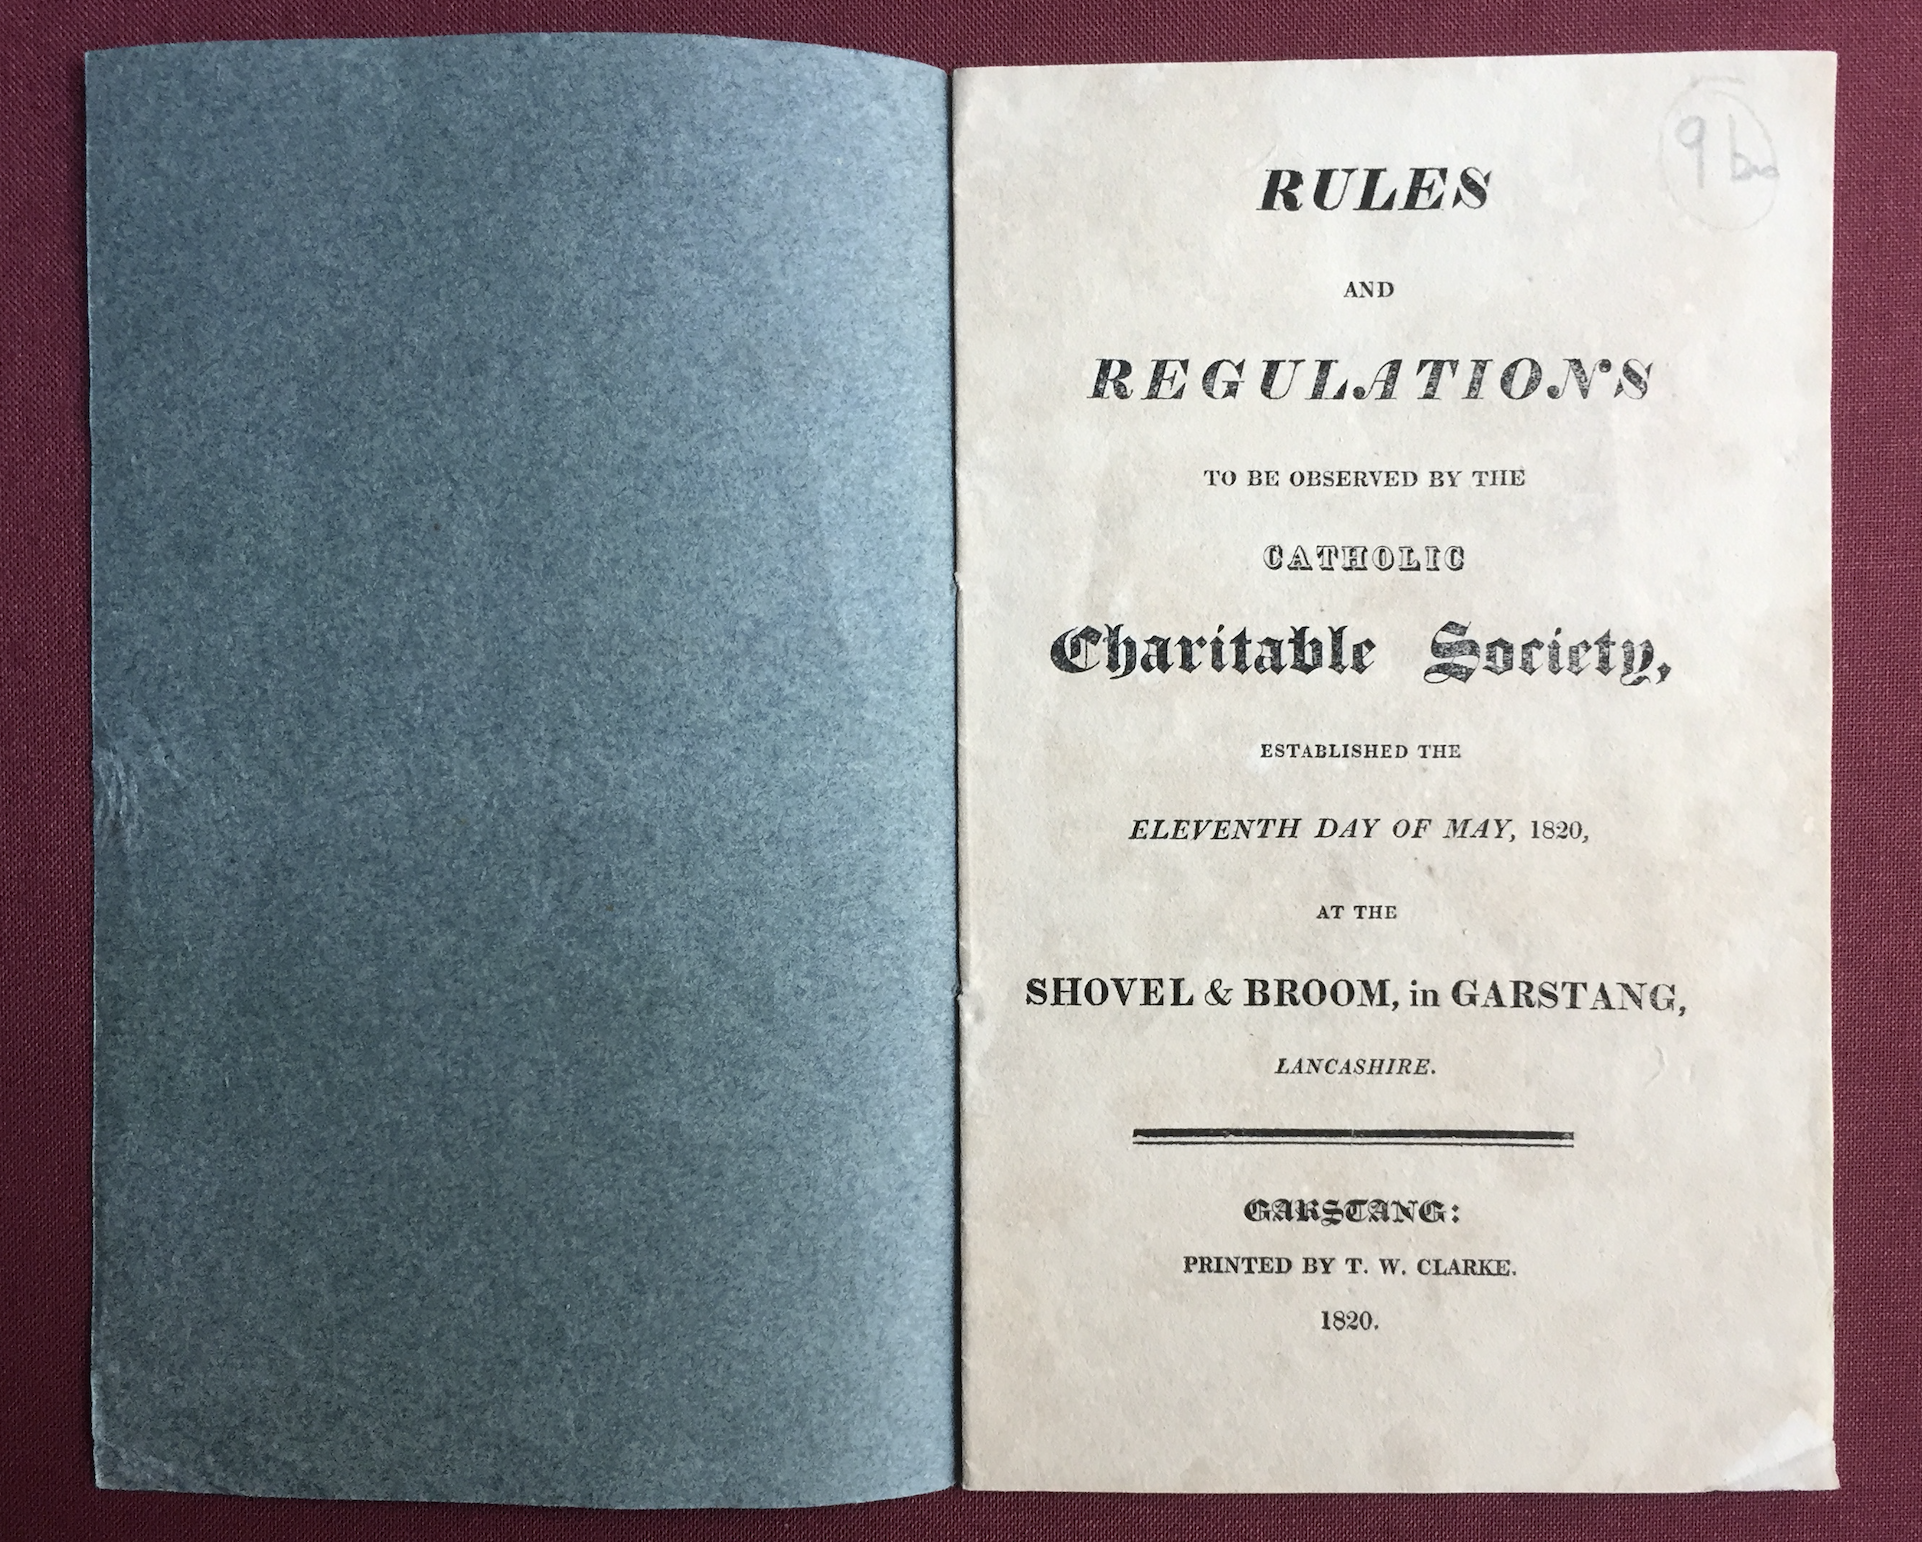 RULES
AND
REGULATIONS
TO BE OBSERVED BY THE
CATHOLIC
Charitable Society,
ESTABLISHED THE
ELEVENTH DAY OF MAY, 1820,
AT THE
SHOVEL & BROOM, in GARSTANG,
LANCASHIRE.
GARSTANG:
PRINTED BY T. W. CLARKE.
1820.